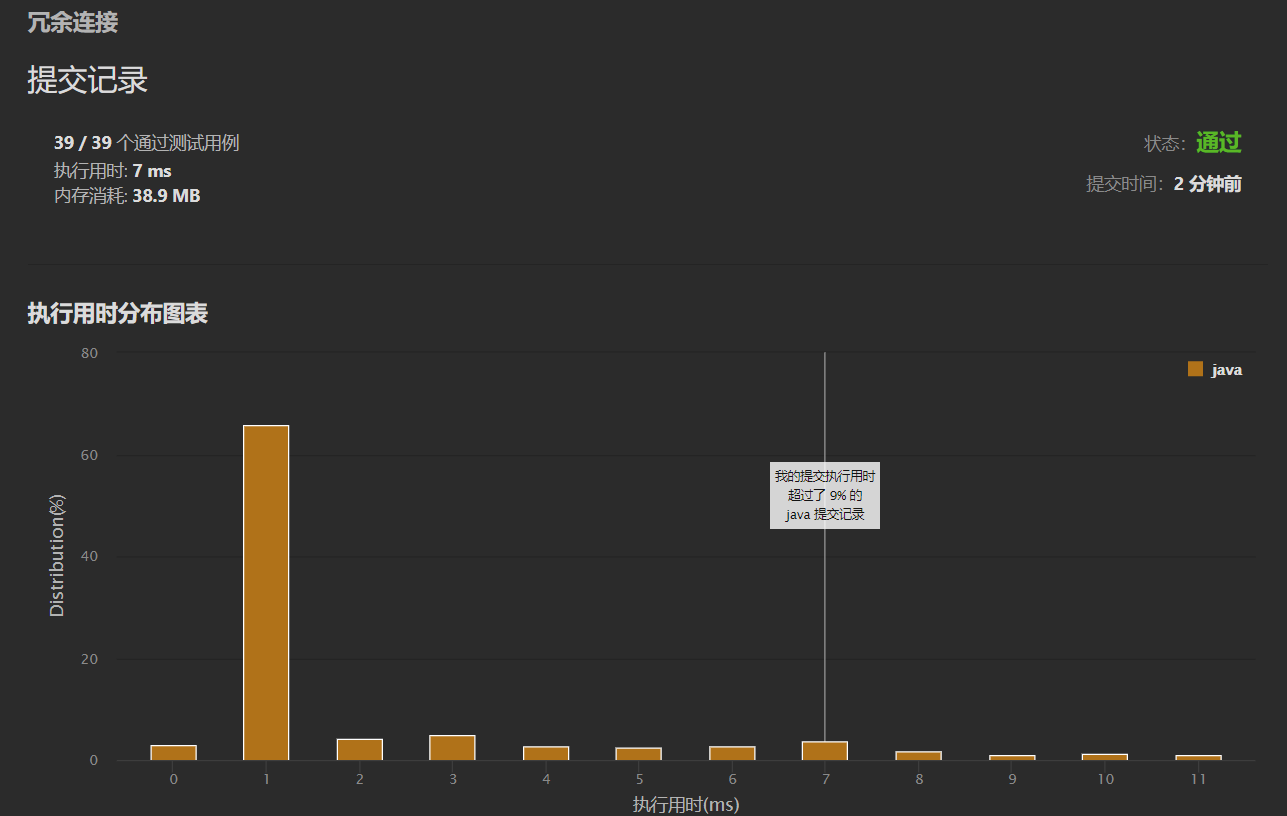 冗余连接
提交记录
39 / 39 个通过测试用例
状态：通过
执行用时: 7 ms
提交时间：2 分钟前
内存消耗: 38.9 MB
执行用时分布图表
80
java
60
我的提交执行用时
超过了 9% 的
java 提交记录
Distribution(%)
40
20
0
0 1 2 3 4 5 6 7 8 9 10 11
执行用时(ms)